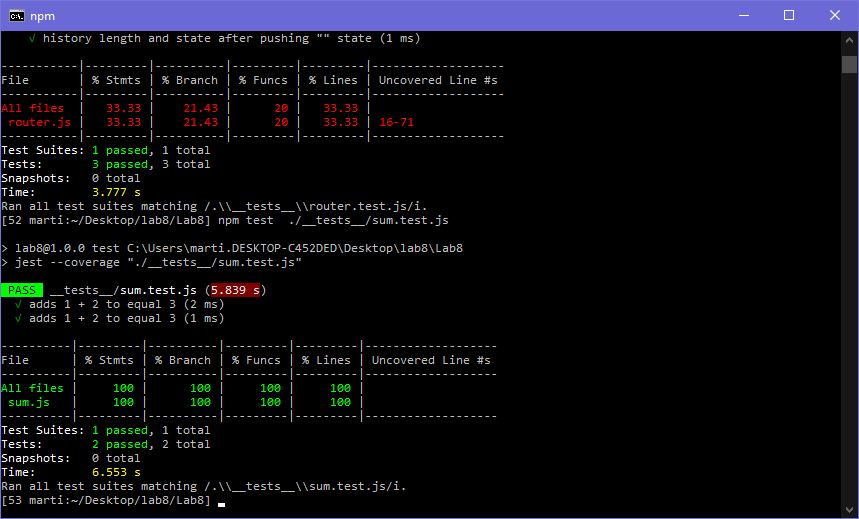 npm
√ history length and state after pushing "" state (1 ms)
-----------|---------|----------|---------|---------|-------------------
File       | % Stmts | % Branch | % Funcs | % Lines | Uncovered Line #s
-----------|---------|----------|---------|---------|-------------------
All files  |   33.33 |    21.43 |      20 |   33.33 |
 router.js |   33.33 |    21.43 |      20 |   33.33 | 16-71
-----------|---------|----------|---------|---------|-------------------
Test Suites: 1 passed, 1 total
Tests:       3 passed, 3 total
Snapshots:   0 total
Time:        3.777 s
Ran all test suites matching /.\\__tests__\\router.test.js/i.
[52 marti:~/Desktop/lab8/Lab8] npm test  ./__tests__/sum.test.js
> lab8@1.0.0 test C:\Users\marti.DESKTOP-C452DED\Desktop\lab8\Lab8
> jest --coverage "./__tests__/sum.test.js"
PASS __tests__/sum.test.js (5.839 s)
√ adds 1 + 2 to equal 3 (2 ms)
√ adds 1 + 2 to equal 3 (1 ms)
----------|---------|----------|---------|---------|-------------------
File      | % Stmts | % Branch | % Funcs | % Lines | Uncovered Line #s
----------|---------|----------|---------|---------|-------------------
All files |     100 |      100 |     100 |     100 |
 sum.js   |     100 |      100 |     100 |     100 |
----------|---------|----------|---------|---------|-------------------
Test Suites: 1 passed, 1 total
Tests:       2 passed, 2 total
Snapshots:   0 total
Time:        6.553 s
Ran all test suites matching /.\\__tests__\\sum.test.js/i.
[53 marti:~/Desktop/lab8/Lab8]